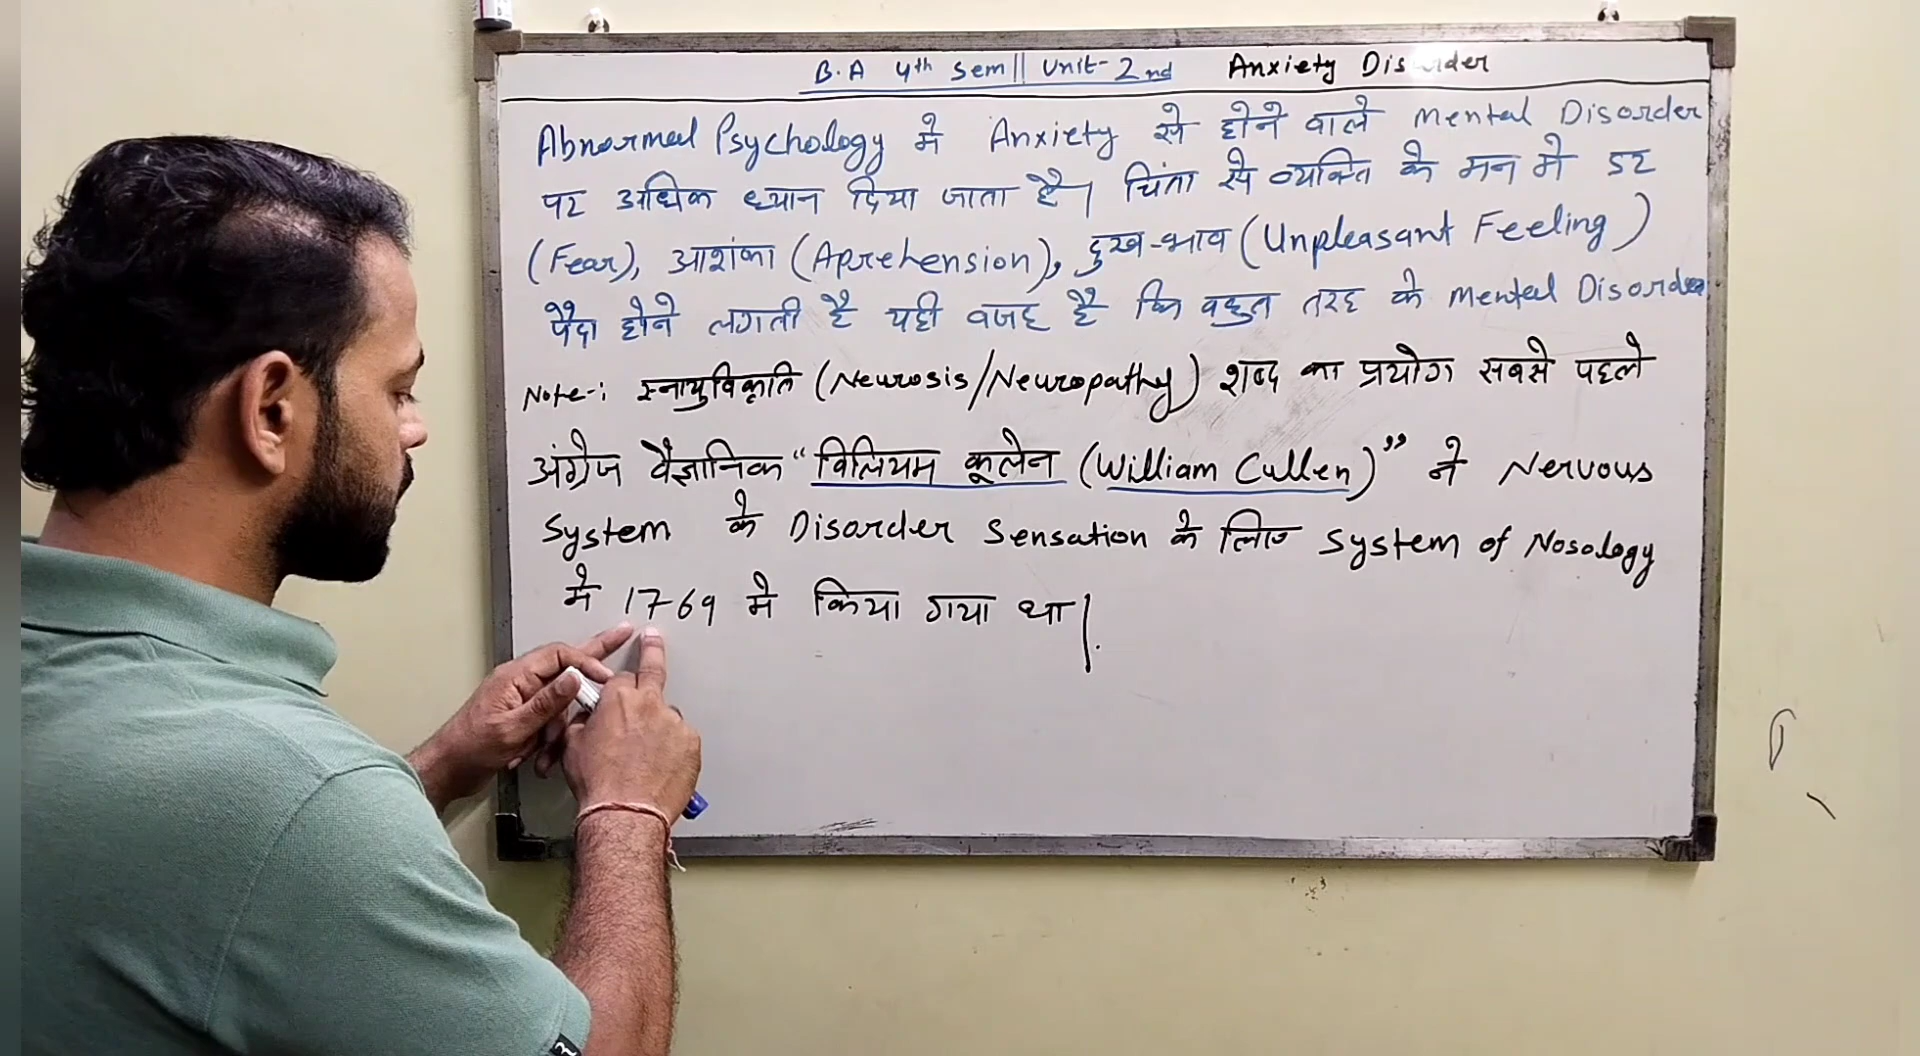 B.A 4th Sem || Unit-2nd Anxiety Disorder
Abnormal Psychology मे Anxiety से होने वाले Mental Disorder
पर अधिक ध्यान दिया जाता है। चिंता से व्यक्ति के मन मे डर
(Fear), आशंका (Aprehension), दुख-भाव (Unpleasant Feeling)
पैदा होने लगती है यही वजह है कि बहुत तरह के Mental Disorder
Note-: स्नायुविकृति (Neurosis/Neuropathy) शब्द का प्रयोग सबसे पहले
अंग्रेज वैज्ञानिक "विलियम कूलेन (William Cullen)" ने Nervous
System के Disorder Sensation के लिए System of Nosology
मे 1769 मे किया गया था।